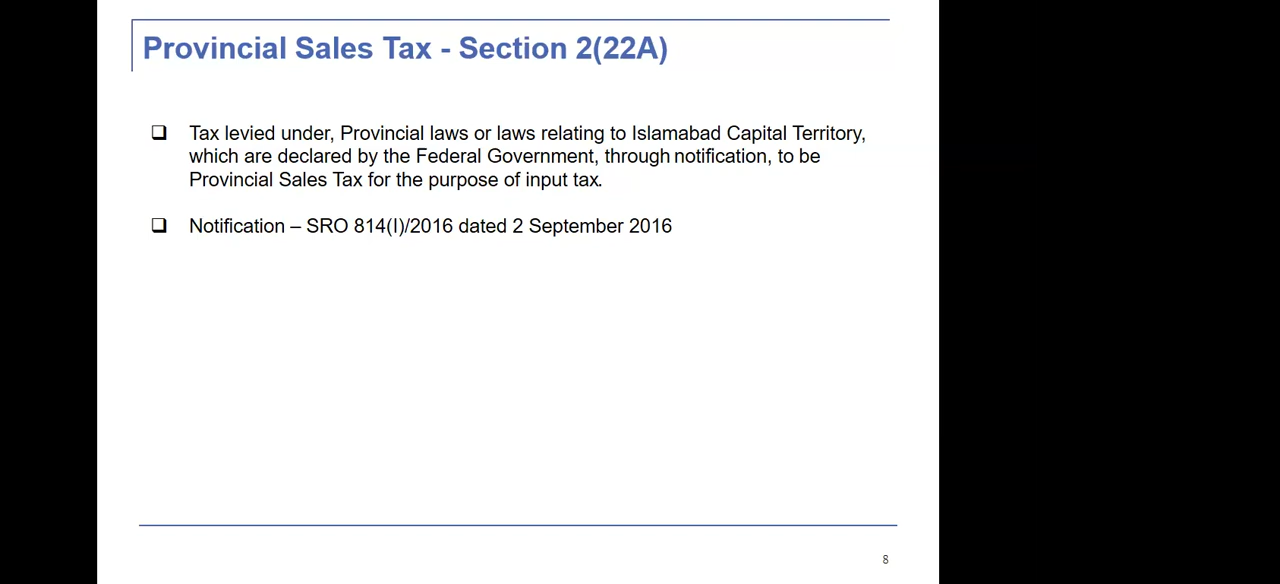 Provincial Sales Tax - Section 2(22A)
❑ Tax levied under, Provincial laws or laws relating to Islamabad Capital Territory,
which are declared by the Federal Government, through notification, to be
Provincial Sales Tax for the purpose of input tax.
❑ Notification – SRO 814(I)/2016 dated 2 September 2016
8